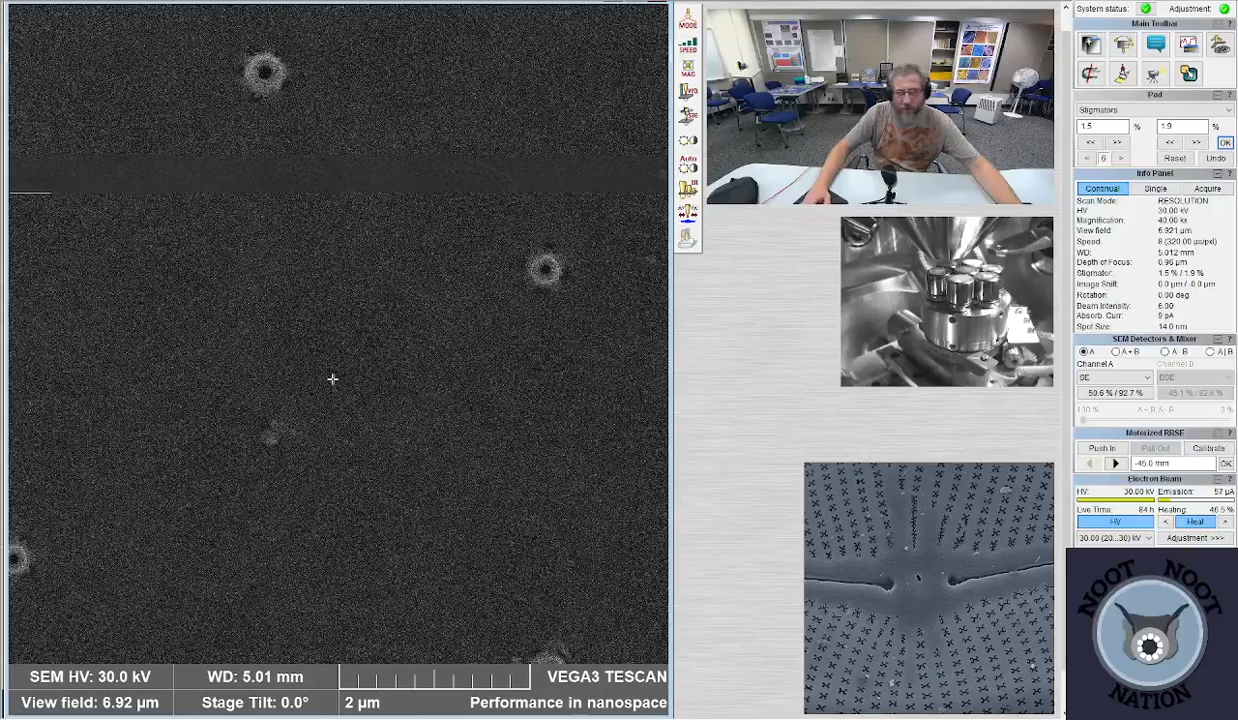 System status: Adjustment:
Main Toolbar
MODE
SPEED
MAG
WD
Auto
Pad
Stigmators
1.5 % 1.9 %
<< >> << >> OK
< 6 > Reset Undo
Info Panel
Continual Single Acquire
Scan Mode: RESOLUTION
HV: 30.00 kV
Magnification: 40.00 kx
View field: 6.921 µm
Speed: 8 (320.00 µs/pxl)
WD: 5.012 mm
Depth of Focus: 0.96 µm
Stigmator: 1.5 % / 1.9 %
Image Shift: 0.0 µm / -0.0 µm
Rotation: 0.00 deg
Beam Intensity: 6.00
Absorb. Curr: 9 pA
Spot Size: 14.0 nm
SEM Detectors & Mixer
A A + B A - B A | B
Channel A
SE
50.6 % / 92.7 %
100 % A + B, A - B 0 %
Motorized RBSE
Push In Pull Out Calibrate
-45.0 mm OK
Electron Beam
HV: 30.00 kV Emission: 57 µA
Live Time: 84 h Heating: 46.5 %
HV < Heat >
30.00 (20...30) kV Adjustment >>>
NOOT NOOT
NATION
SEM HV: 30.0 kV WD: 5.01 mm VEGA3 TESCAN
View field: 6.92 µm Stage Tilt: 0.0° 2 µm Performance in nanospace